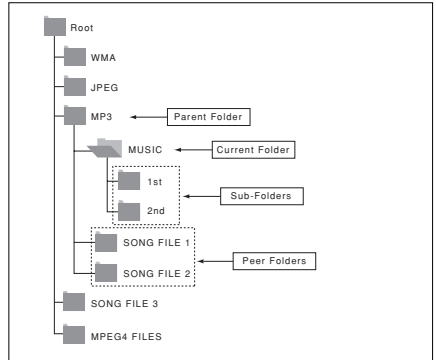 Root
WMA
JPEG
MP3 Parent Folder
MUSIC Current Folder
1st
Sub-Folders
2nd
SONG FILE 1
Peer Folders
SONG FILE 2
SONG FILE 3
MPEG4 FILES